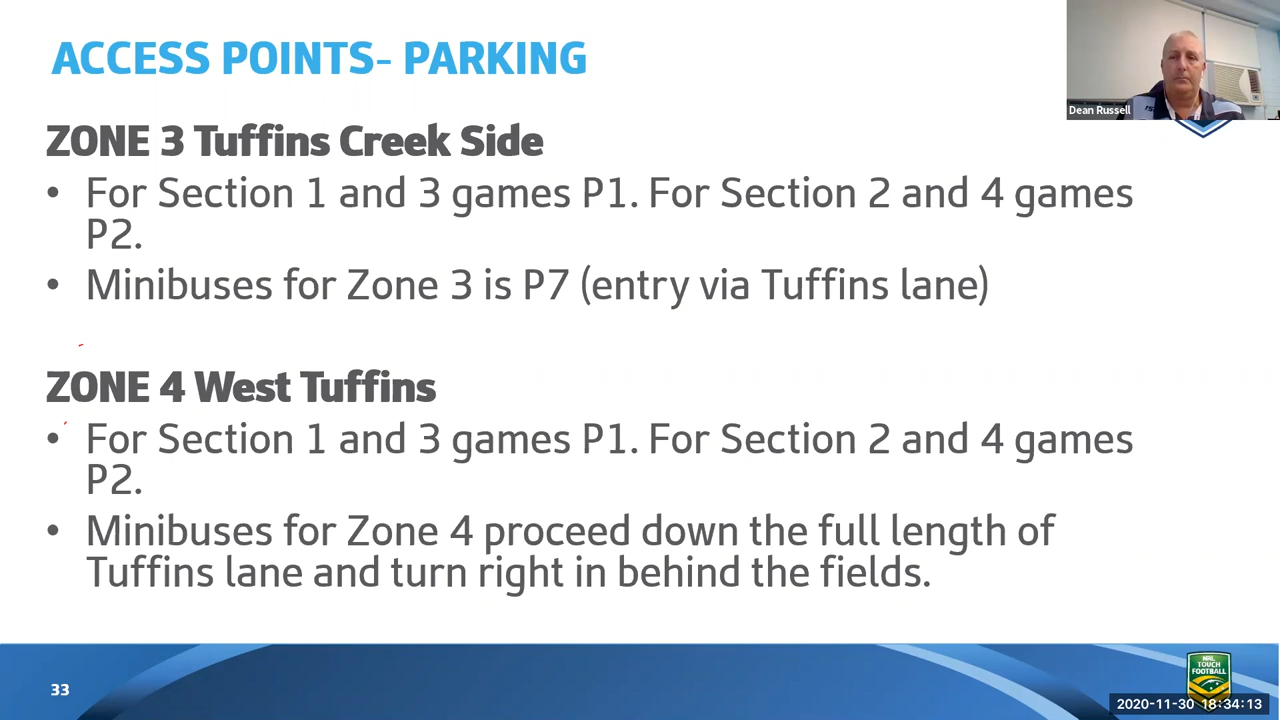 ACCESS POINTS- PARKING
Dean Russell
ZONE 3 Tuffins Creek Side
• For Section 1 and 3 games P1. For Section 2 and 4 games
P2.
• Minibuses for Zone 3 is P7 (entry via Tuffins lane)
ZONE 4 West Tuffins
• For Section 1 and 3 games P1. For Section 2 and 4 games
P2.
• Minibuses for Zone 4 proceed down the full length of
Tuffins lane and turn right in behind the fields.
33
NRL
TOUCH
FOOTBALL
2020-11-30 18:34:13